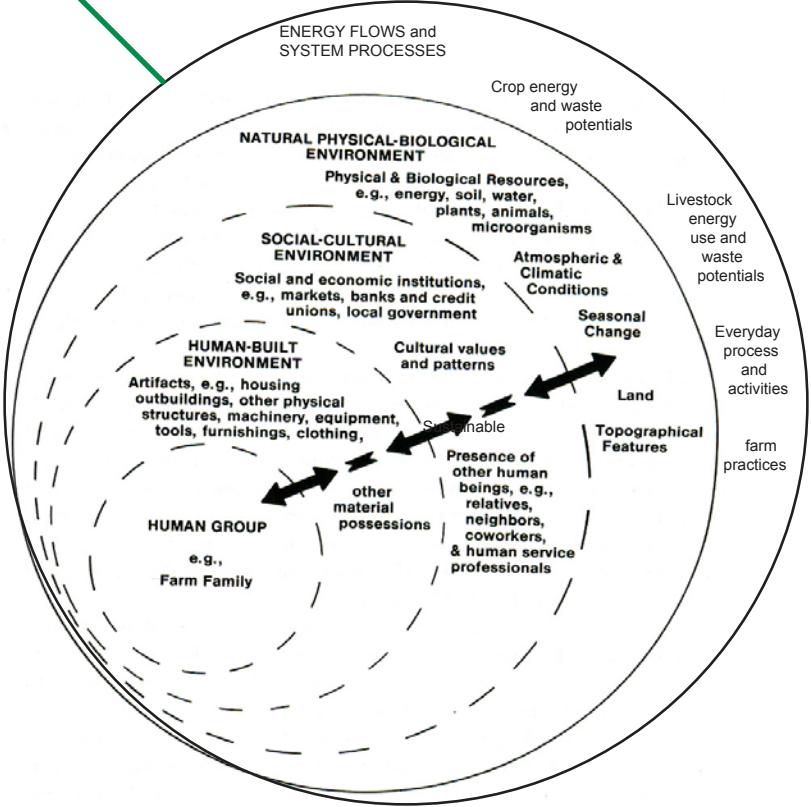 ENERGY FLOWS and
SYSTEM PROCESSES
Crop energy
and waste
potentials
Livestock
energy
use and
waste
potentials
Everyday
process
and
activities
farm
practices
NATURAL PHYSICAL-BIOLOGICAL
ENVIRONMENT
Physical & Biological Resources,
e.g., energy, soil, water,
plants, animals,
microorganisms
Atmospheric &
Climatic
Conditions
Seasonal
Change
Land
Topographical
Features
SOCIAL-CULTURAL
ENVIRONMENT
Social and economic institutions,
e.g., markets, banks and credit
unions, local government
Cultural values
and patterns
Sustainable
Presence of
other human
beings, e.g.,
relatives,
neighbors,
coworkers,
& human service
professionals
HUMAN-BUILT
ENVIRONMENT
Artifacts, e.g., housing
outbuildings, other physical
structures, machinery, equipment,
tools, furnishings, clothing,
other
material
possessions
HUMAN GROUP
e.g.,
Farm Family